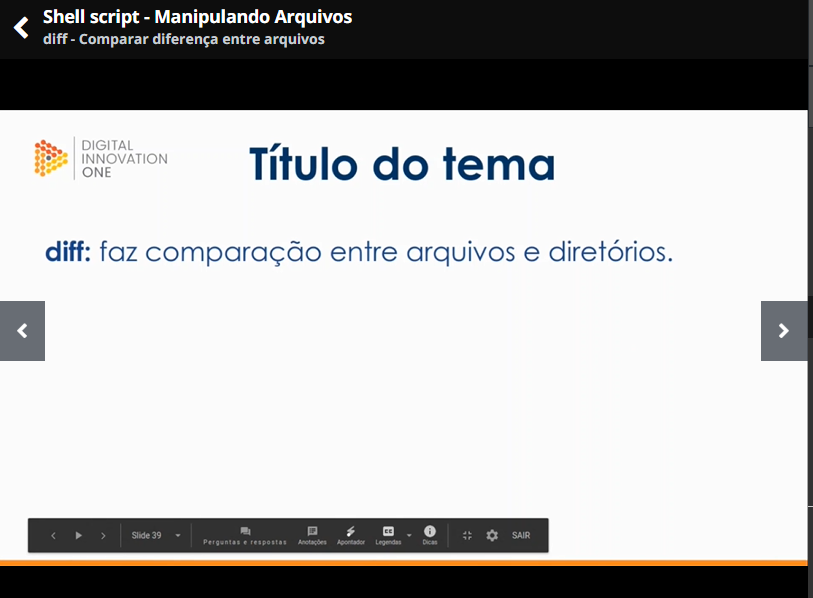 Shell script - Manipulando Arquivos
diff - Comparar diferença entre arquivos
DIGITAL
INNOVATION
ONE
Título do tema
diff: faz comparação entre arquivos e diretórios.
Slide 39
Perguntas e respostas
Anotações
Apontador
CC
Legendas
Dicas
SAIR